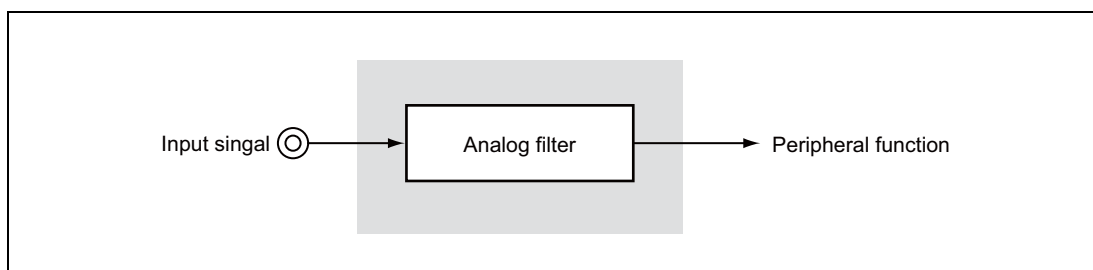 Input singal
Analog filter
Peripheral function